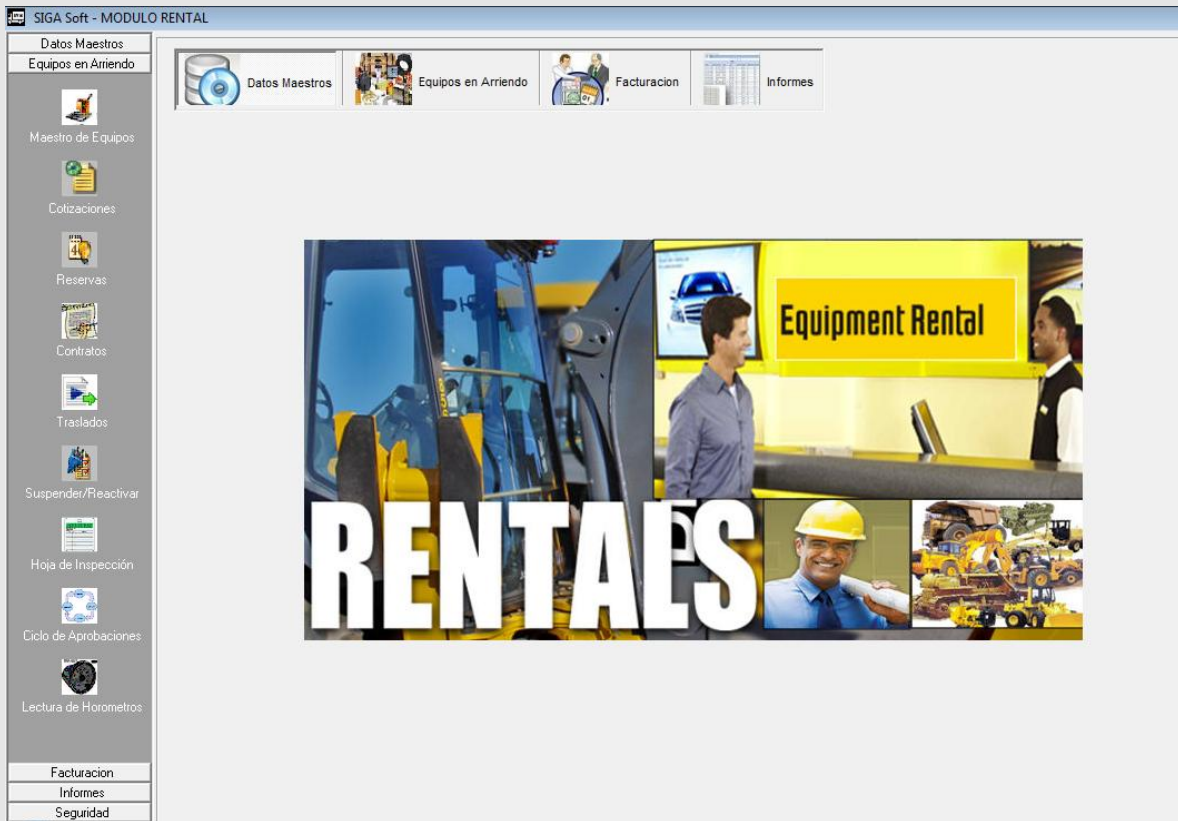 SIGA Soft - MODULO RENTAL
Datos Maestros
Equipos en Arriendo
Maestro de Equipos
Cotizaciones
Reservas
Contratos
Traslados
Suspender/Reactivar
Hoja de Inspección
Ciclo de Aprobaciones
Lectura de Horometros
Facturacion
Informes
Seguridad
Datos Maestros
Equipos en Arriendo
Facturacion
Informes
Equipment Rental
RENTALS